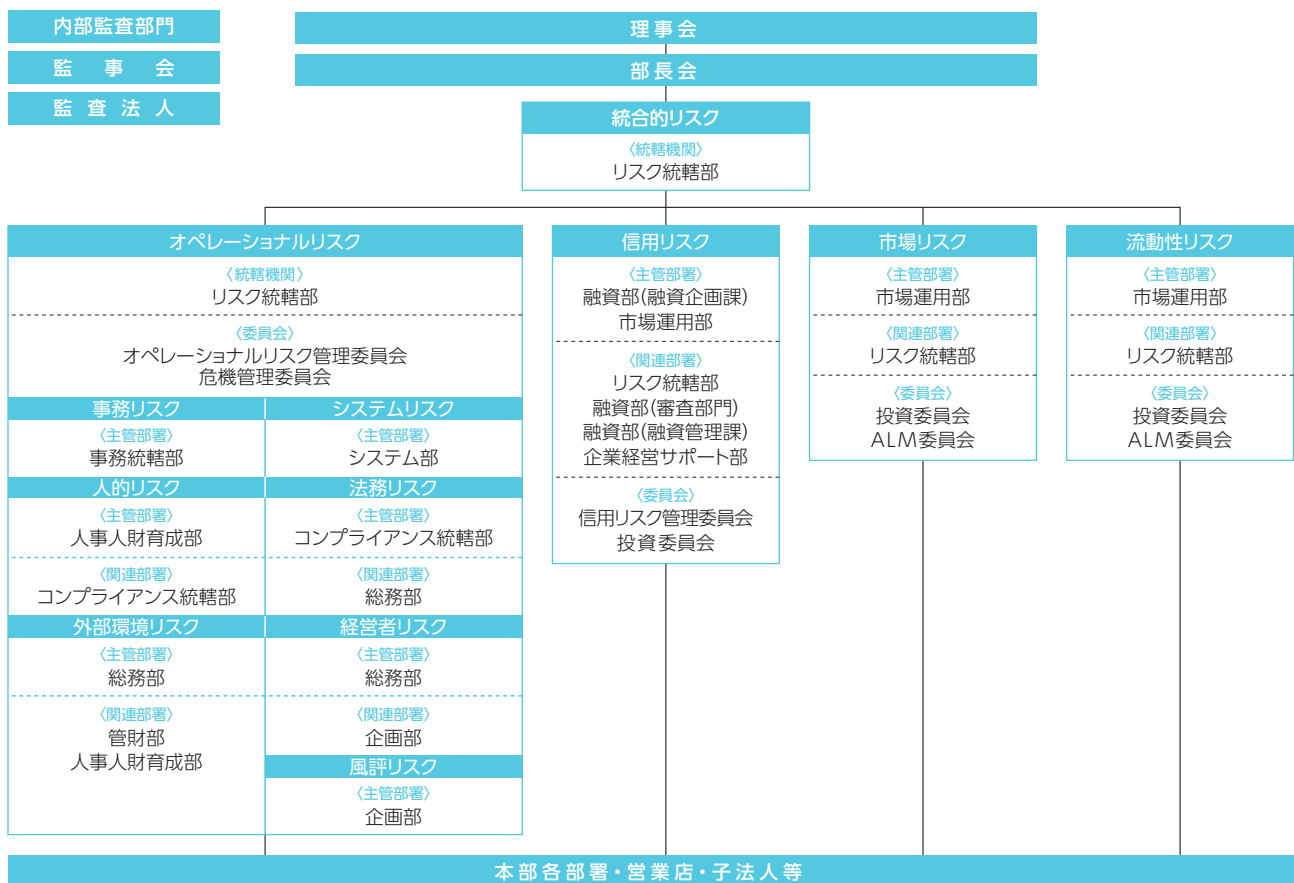 内部監査部門
監事会
監査法人
理事会
部長会
統合的リスク
〈統轄機関〉
リスク統轄部
オペレーショナルリスク
〈統轄機関〉
リスク統轄部
〈委員会〉
オペレーショナルリスク管理委員会
危機管理委員会
事務リスク
〈主管部署〉
事務統轄部
システムリスク
〈主管部署〉
システム部
人的リスク
〈主管部署〉
人事人財育成部
〈関連部署〉
コンプライアンス統轄部
法務リスク
〈主管部署〉
コンプライアンス統轄部
〈関連部署〉
総務部
外部環境リスク
〈主管部署〉
総務部
〈関連部署〉
管財部
人事人財育成部
経営者リスク
〈主管部署〉
総務部
〈関連部署〉
企画部
風評リスク
〈主管部署〉
企画部
信用リスク
〈主管部署〉
融資部(融資企画課)
市場運用部
〈関連部署〉
リスク統轄部
融資部(審査部門)
融資部(融資管理課)
企業経営サポート部
〈委員会〉
信用リスク管理委員会
投資委員会
市場リスク
〈主管部署〉
市場運用部
〈関連部署〉
リスク統轄部
〈委員会〉
投資委員会
ALM委員会
流動性リスク
〈主管部署〉
市場運用部
〈関連部署〉
リスク統轄部
〈委員会〉
投資委員会
ALM委員会
本部各部署・営業店・子法人等